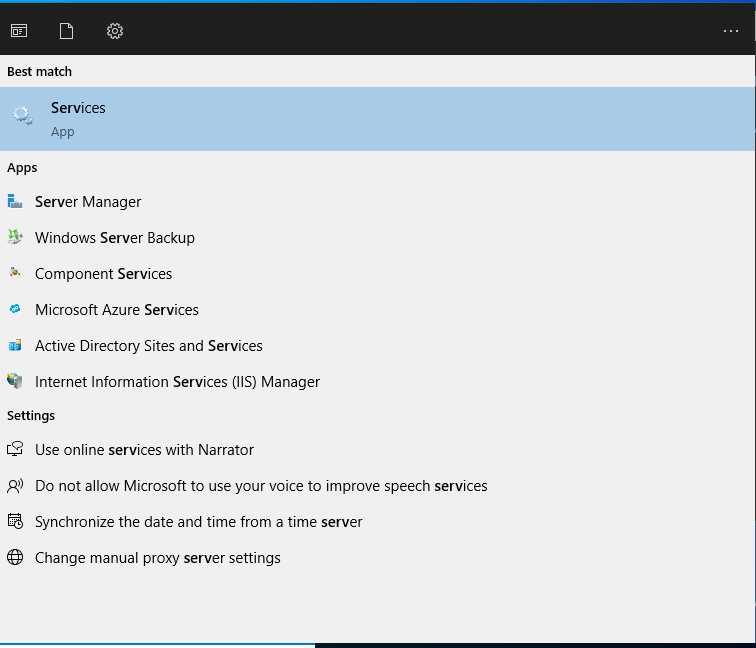 Best match
Services
App
Apps
Server Manager
Windows Server Backup
Component Services
Microsoft Azure Services
Active Directory Sites and Services
Internet Information Services (IIS) Manager
Settings
Use online services with Narrator
Do not allow Microsoft to use your voice to improve speech services
Synchronize the date and time from a time server
Change manual proxy server settings